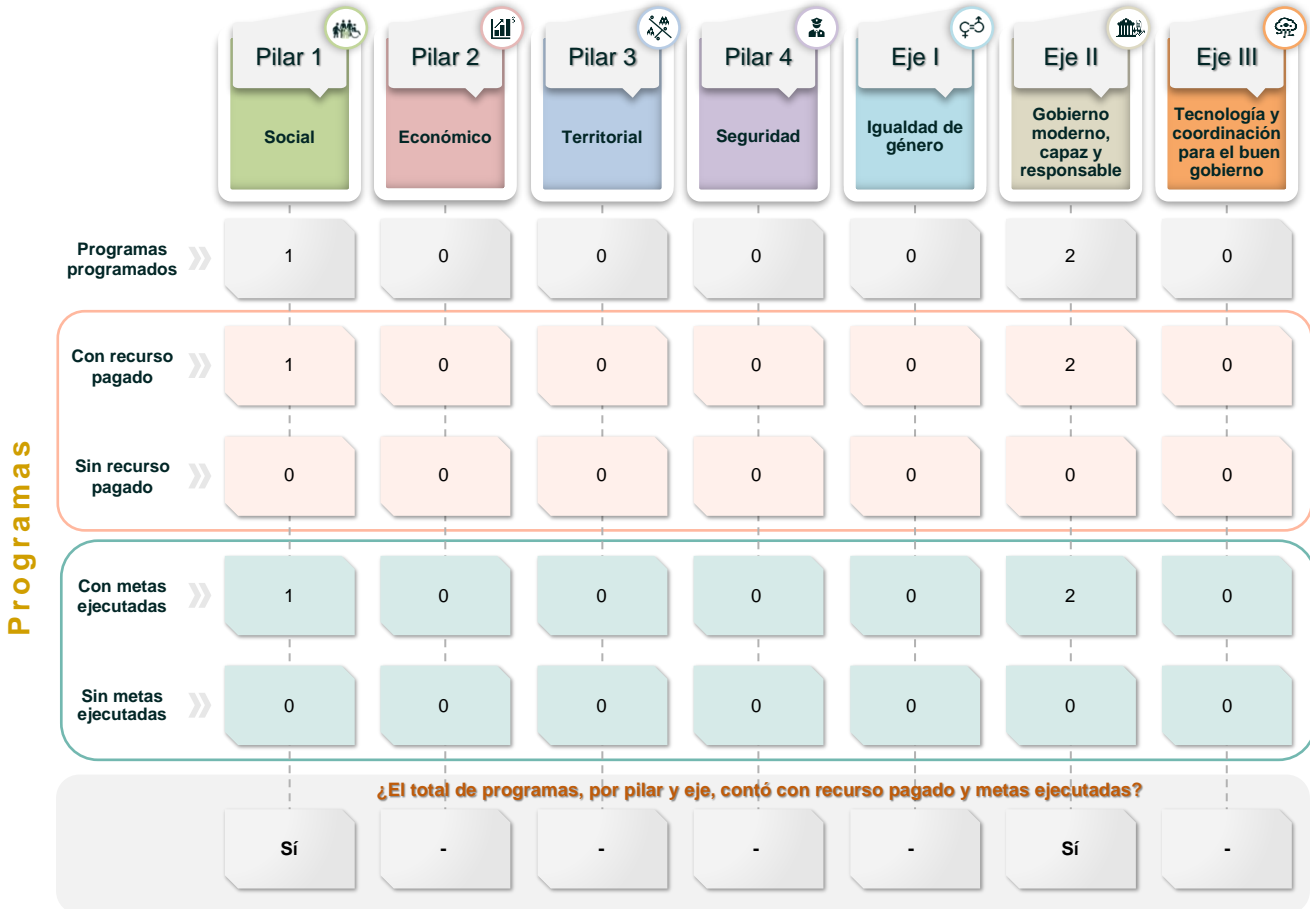 Pilar 1
Pilar 2
Pilar 3
Pilar 4
Eje I
Eje II
Eje III
Social
Económico
Territorial
Seguridad
Igualdad de
género
Gobierno
moderno,
capaz y
responsable
Tecnología y
coordinación
para el buen
gobierno
Programas
Programas
programados
1 0 0 0 0 2 0
Con recurso
pagado
1 0 0 0 0 2 0
Sin recurso
pagado
0 0 0 0 0 0 0
Con metas
ejecutadas
1 0 0 0 0 2 0
Sin metas
ejecutadas
0 0 0 0 0 0 0
¿El total de programas, por pilar y eje, contó con recurso pagado y metas ejecutadas?
Sí - - - - Sí -